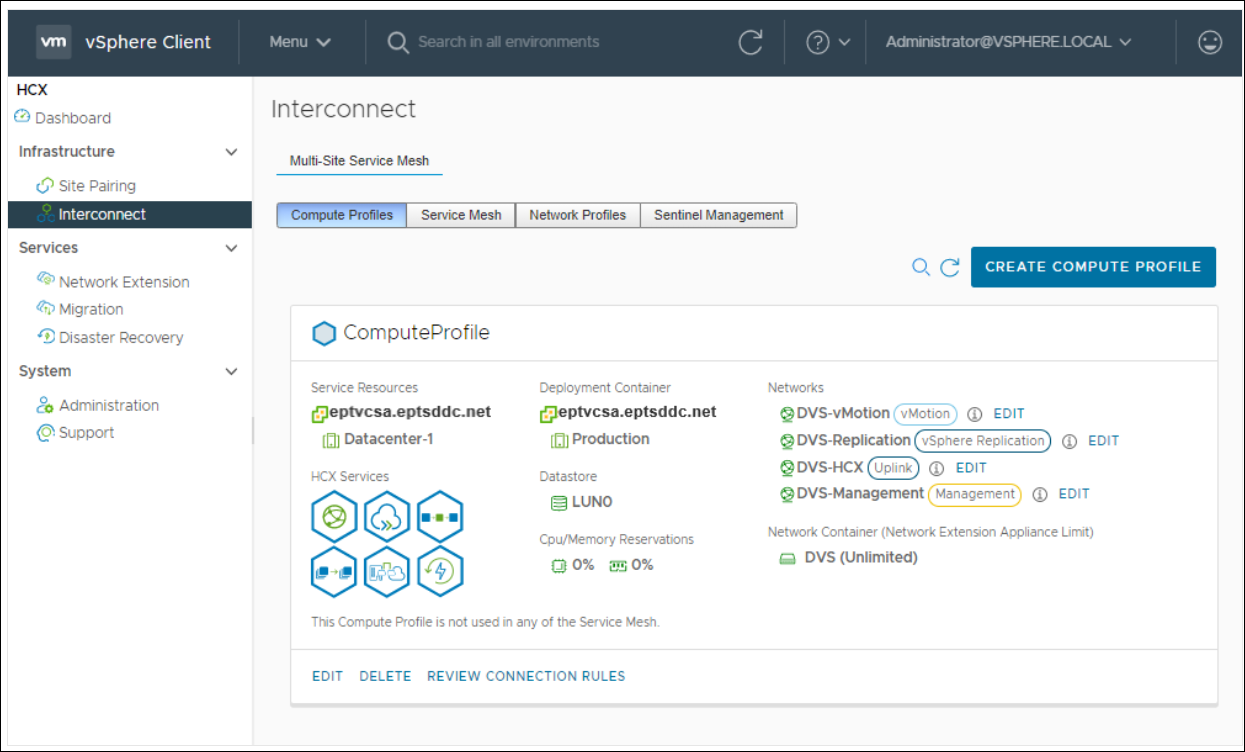 vm vSphere Client Menu Search in all environments Administrator@VSPHERE.LOCAL
HCX
Dashboard
Infrastructure
Site Pairing
Interconnect
Services
Network Extension
Migration
Disaster Recovery
System
Administration
Support
Interconnect
Multi-Site Service Mesh
Compute Profiles Service Mesh Network Profiles Sentinel Management
CREATE COMPUTE PROFILE
ComputeProfile
Service Resources
eptvcsa.eptsddc.net
Datacenter-1
HCX Services
Deployment Container
eptvcsa.eptsddc.net
Production
Datastore
LUN0
Cpu/Memory Reservations
0% 0%
Networks
DVS-vMotion vMotion EDIT
DVS-Replication vSphere Replication EDIT
DVS-HCX Uplink EDIT
DVS-Management Management EDIT
Network Container (Network Extension Appliance Limit)
DVS (Unlimited)
This Compute Profile is not used in any of the Service Mesh.
EDIT DELETE REVIEW CONNECTION RULES